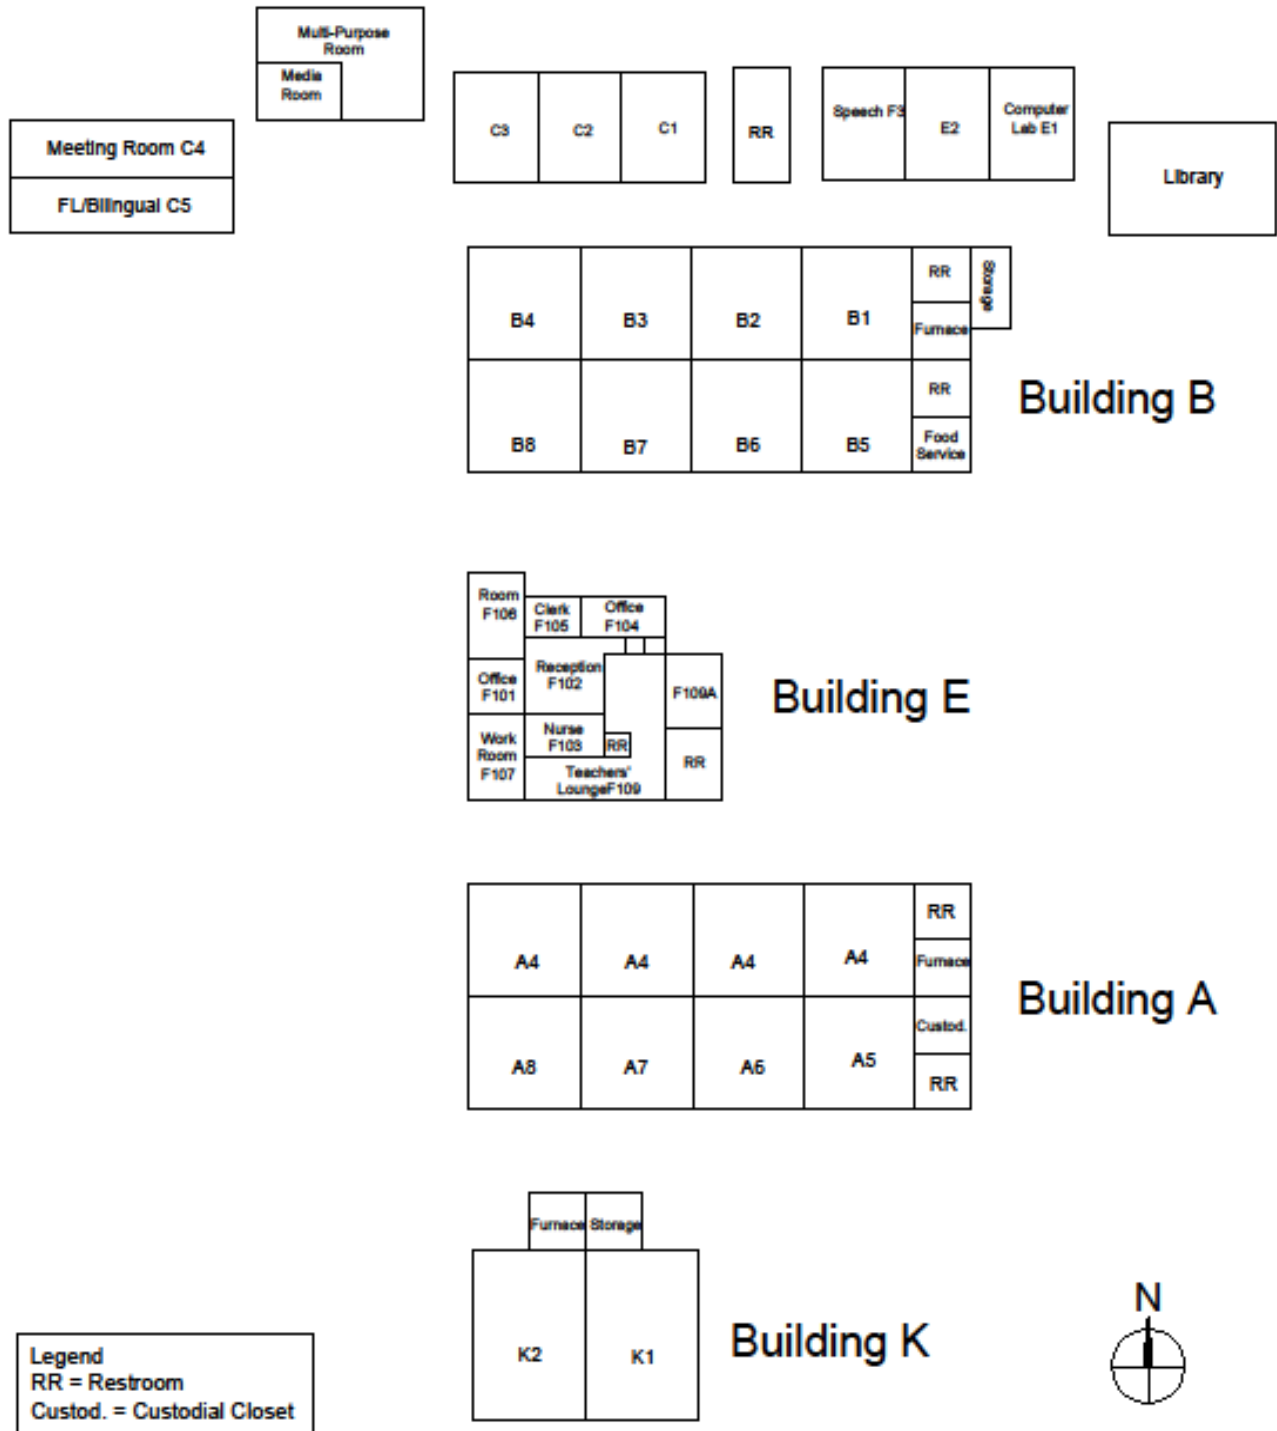 Multi-Purpose
Room
Media
Room
Meeting Room C4
FL/Bilingual C5
C3
C2
C1
RR
Speech F3
E2
Computer
Lab E1
Library
B4
B3
B2
B1
RR
Furnace
Storage
B8
B7
B6
B5
RR
Food
Service
Building B
Room
F106
Clerk
F105
Office
F104
Office
F101
Reception
F102
F109A
Work
Room
F107
Nurse
F103
RR
Teachers'
LoungeF109
RR
Building E
A4
A4
A4
A4
RR
Furnace
A8
A7
A6
A5
Custod.
RR
Building A
Furnace
Storage
K2
K1
Building K
N
Legend
RR = Restroom
Custod. = Custodial Closet